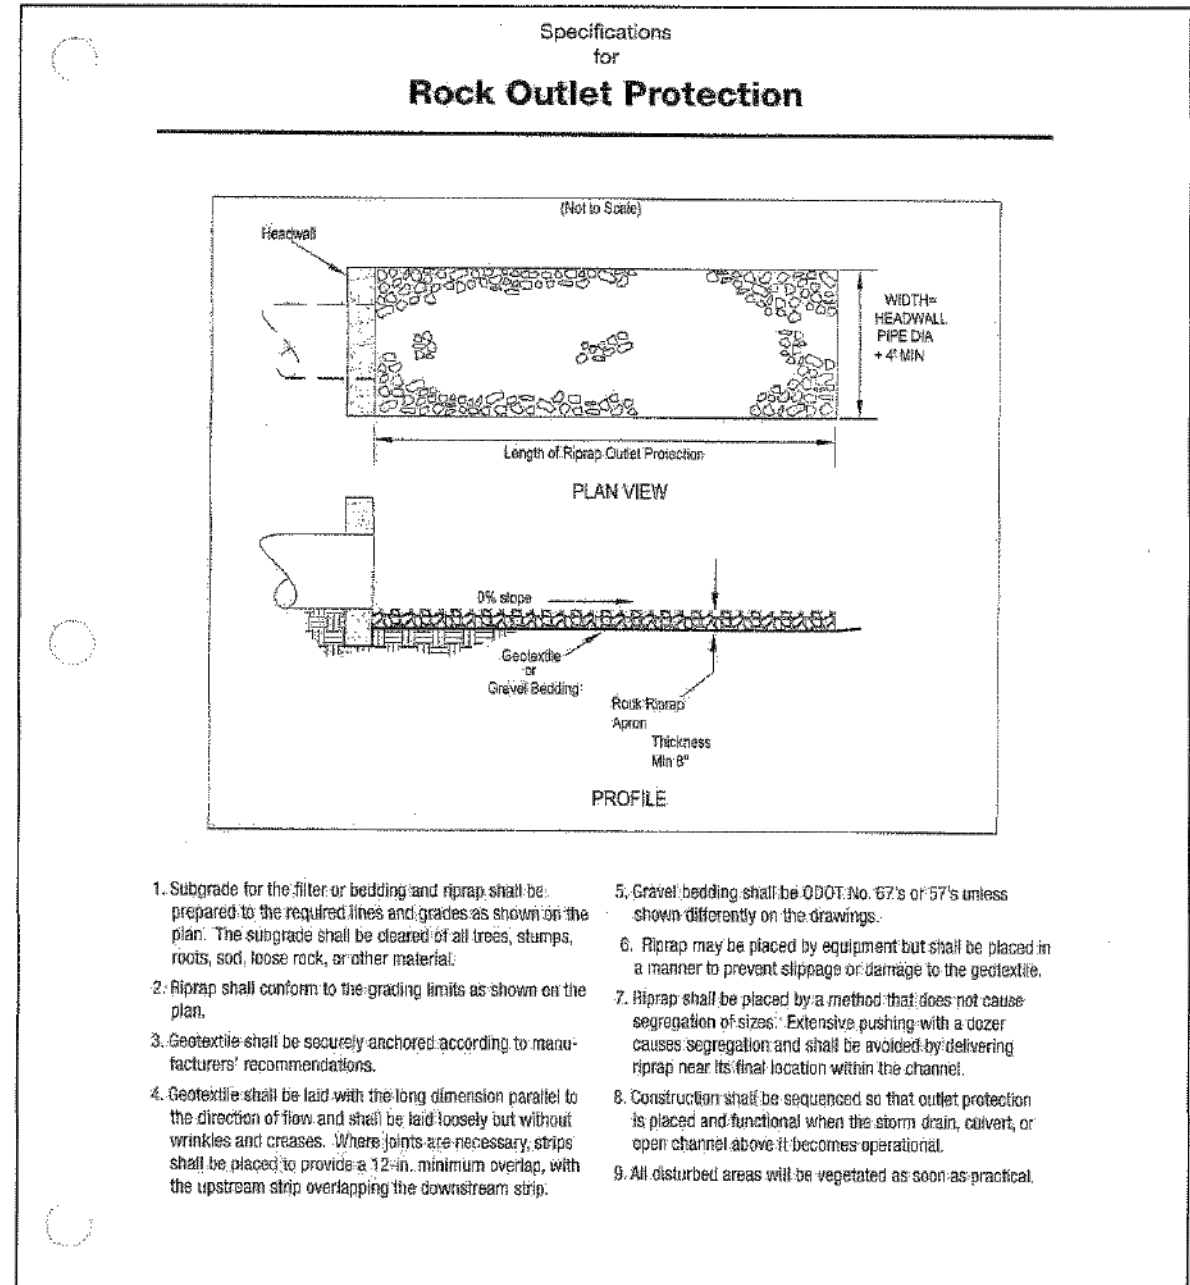 Specifications
for
Rock Outlet Protection
(Not to Scale)
Headwall
WIDTH=
HEADWALL
PIPE DIA
+ 4' MIN
Length of Riprap Outlet Protection
PLAN VIEW
0% slope
Geotextile
or
Gravel Bedding
Rock Riprap
Apron
Thickness
Min 8"
PROFILE
1. Subgrade for the filter or bedding and riprap shall be
prepared to the required lines and grades as shown on the
plan. The subgrade shall be cleared of all trees, stumps,
roots, sod, loose rock, or other material.
2. Riprap shall conform to the grading limits as shown on the
plan.
3. Geotextile shall be securely anchored according to manu-
facturers' recommendations.
4. Geotextile shall be laid with the long dimension parallel to
the direction of flow and shall be laid loosely but without
wrinkles and creases. Where joints are necessary, strips
shall be placed to provide a 12-in. minimum overlap, with
the upstream strip overlapping the downstream strip.
5. Gravel bedding shall be ODOT No. 67's or 57's unless
shown differently on the drawings.
6. Riprap may be placed by equipment but shall be placed in
a manner to prevent slippage or damage to the geotextile.
7. Riprap shall be placed by a method that does not cause
segregation of sizes. Extensive pushing with a dozer
causes segregation and shall be avoided by delivering
riprap near its final location within the channel.
8. Construction shall be sequenced so that outlet protection
is placed and functional when the storm drain, culvert, or
open channel above it becomes operational.
9. All disturbed areas will be vegetated as soon as practical.